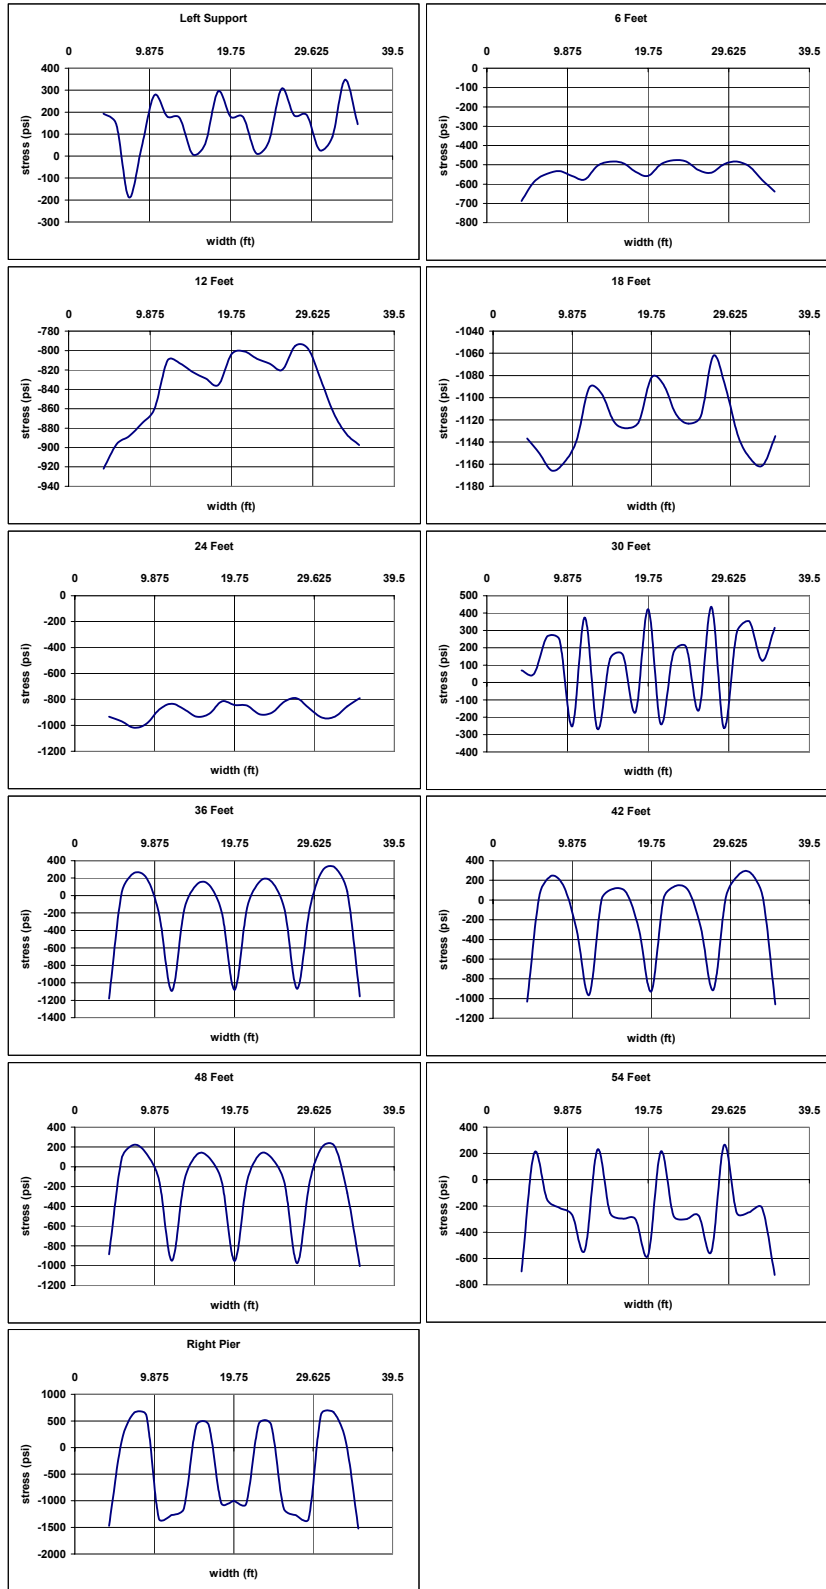 Left Support
0 9.875 19.75 29.625 39.5
400
300
200
100
0
-100
-200
-300
stress (psi)
width (ft)
6 Feet
0 9.875 19.75 29.625 39.5
0
-100
-200
-300
-400
-500
-600
-700
-800
stress (psi)
width (ft)
12 Feet
0 9.875 19.75 29.625 39.5
-780
-800
-820
-840
-860
-880
-900
-920
-940
stress (psi)
width (ft)
18 Feet
0 9.875 19.75 29.625 39.5
-1040
-1060
-1080
-1100
-1120
-1140
-1160
-1180
stress (psi)
width (ft)
24 Feet
0 9.875 19.75 29.625 39.5
0
-200
-400
-600
-800
-1000
-1200
stress (psi)
width (ft)
30 Feet
0 9.875 19.75 29.625 39.5
500
400
300
200
100
0
-100
-200
-300
-400
stress (psi)
width (ft)
36 Feet
0 9.875 19.75 29.625 39.5
400
200
0
-200
-400
-600
-800
-1000
-1200
-1400
stress (psi)
width (ft)
42 Feet
0 9.875 19.75 29.625 39.5
400
200
0
-200
-400
-600
-800
-1000
-1200
stress (psi)
width (ft)
48 Feet
0 9.875 19.75 29.625 39.5
400
200
0
-200
-400
-600
-800
-1000
-1200
stress (psi)
width (ft)
54 Feet
0 9.875 19.75 29.625 39.5
400
200
0
-200
-400
-600
-800
stress (psi)
width (ft)
Right Pier
0 9.875 19.75 29.625 39.5
1000
500
0
-500
-1000
-1500
-2000
stress (psi)
width (ft)